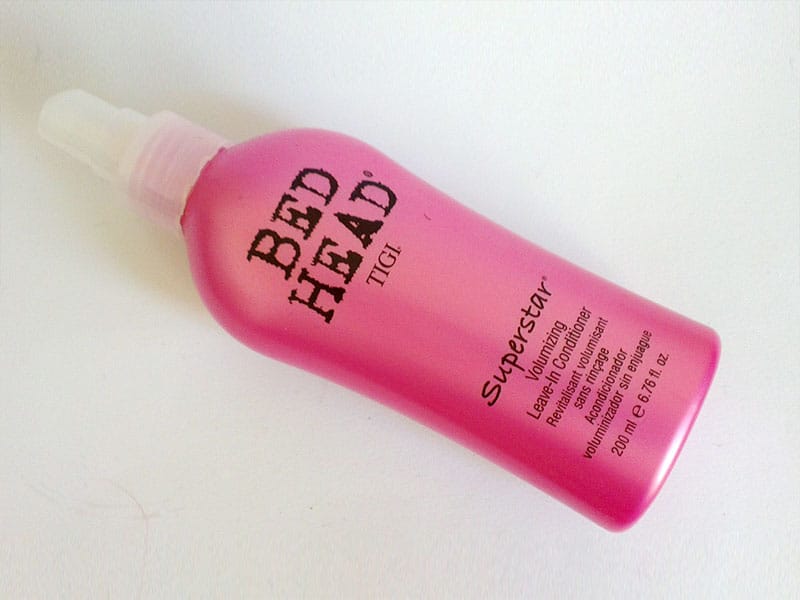 BED
HEAD®
TIGI®
Superstar®
Volumizing
Leave-In Conditioner
Revitalisant volumisant
sans rinçage
Acondicionador
voluminizador sin enjuague
200 ml ℮ 6.76 fl. oz.